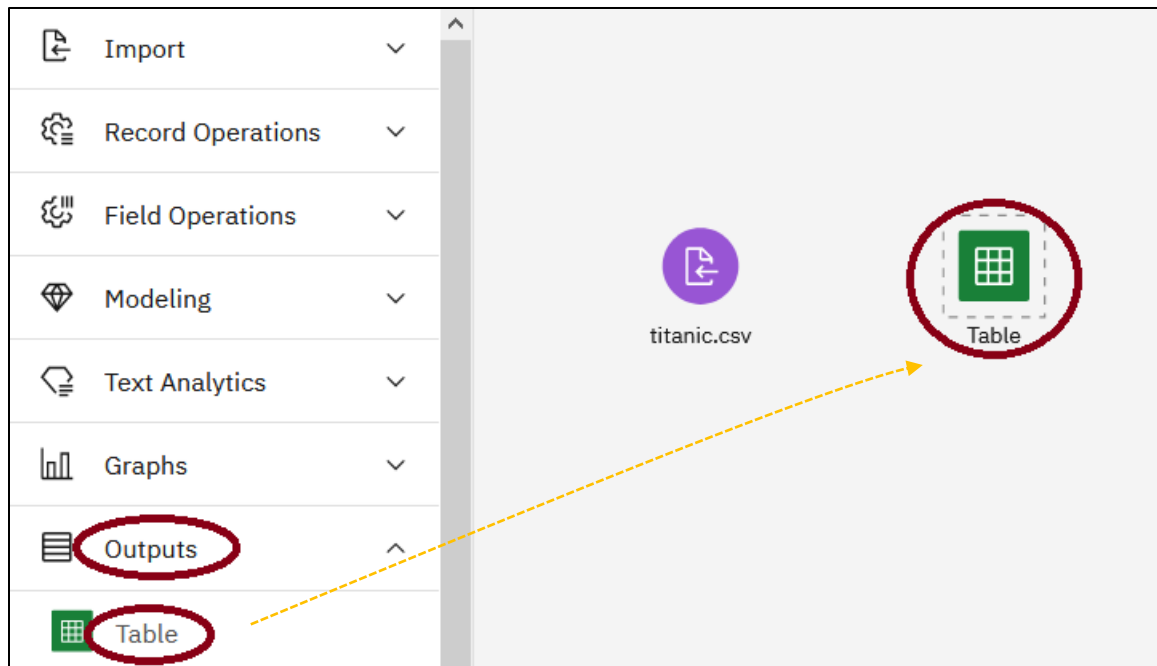 Import
Record Operations
Field Operations
Modeling
Text Analytics
Graphs
Outputs
Table
titanic.csv
Table